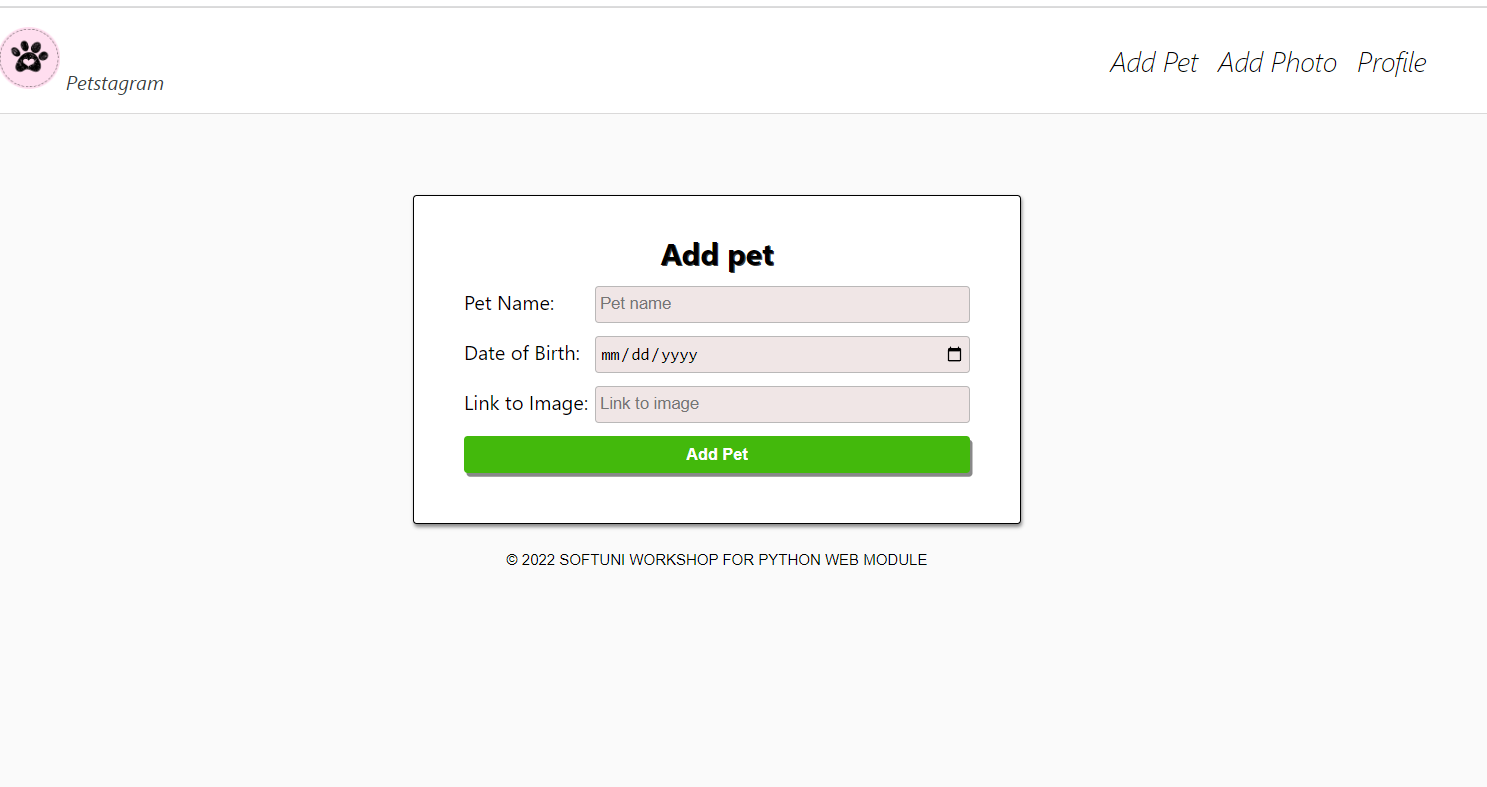 Petstagram
Add Pet Add Photo Profile
Add pet
Pet Name: Pet name
Date of Birth: mm/dd/yyyy
Link to Image: Link to image
Add Pet
© 2022 SOFTUNI WORKSHOP FOR PYTHON WEB MODULE